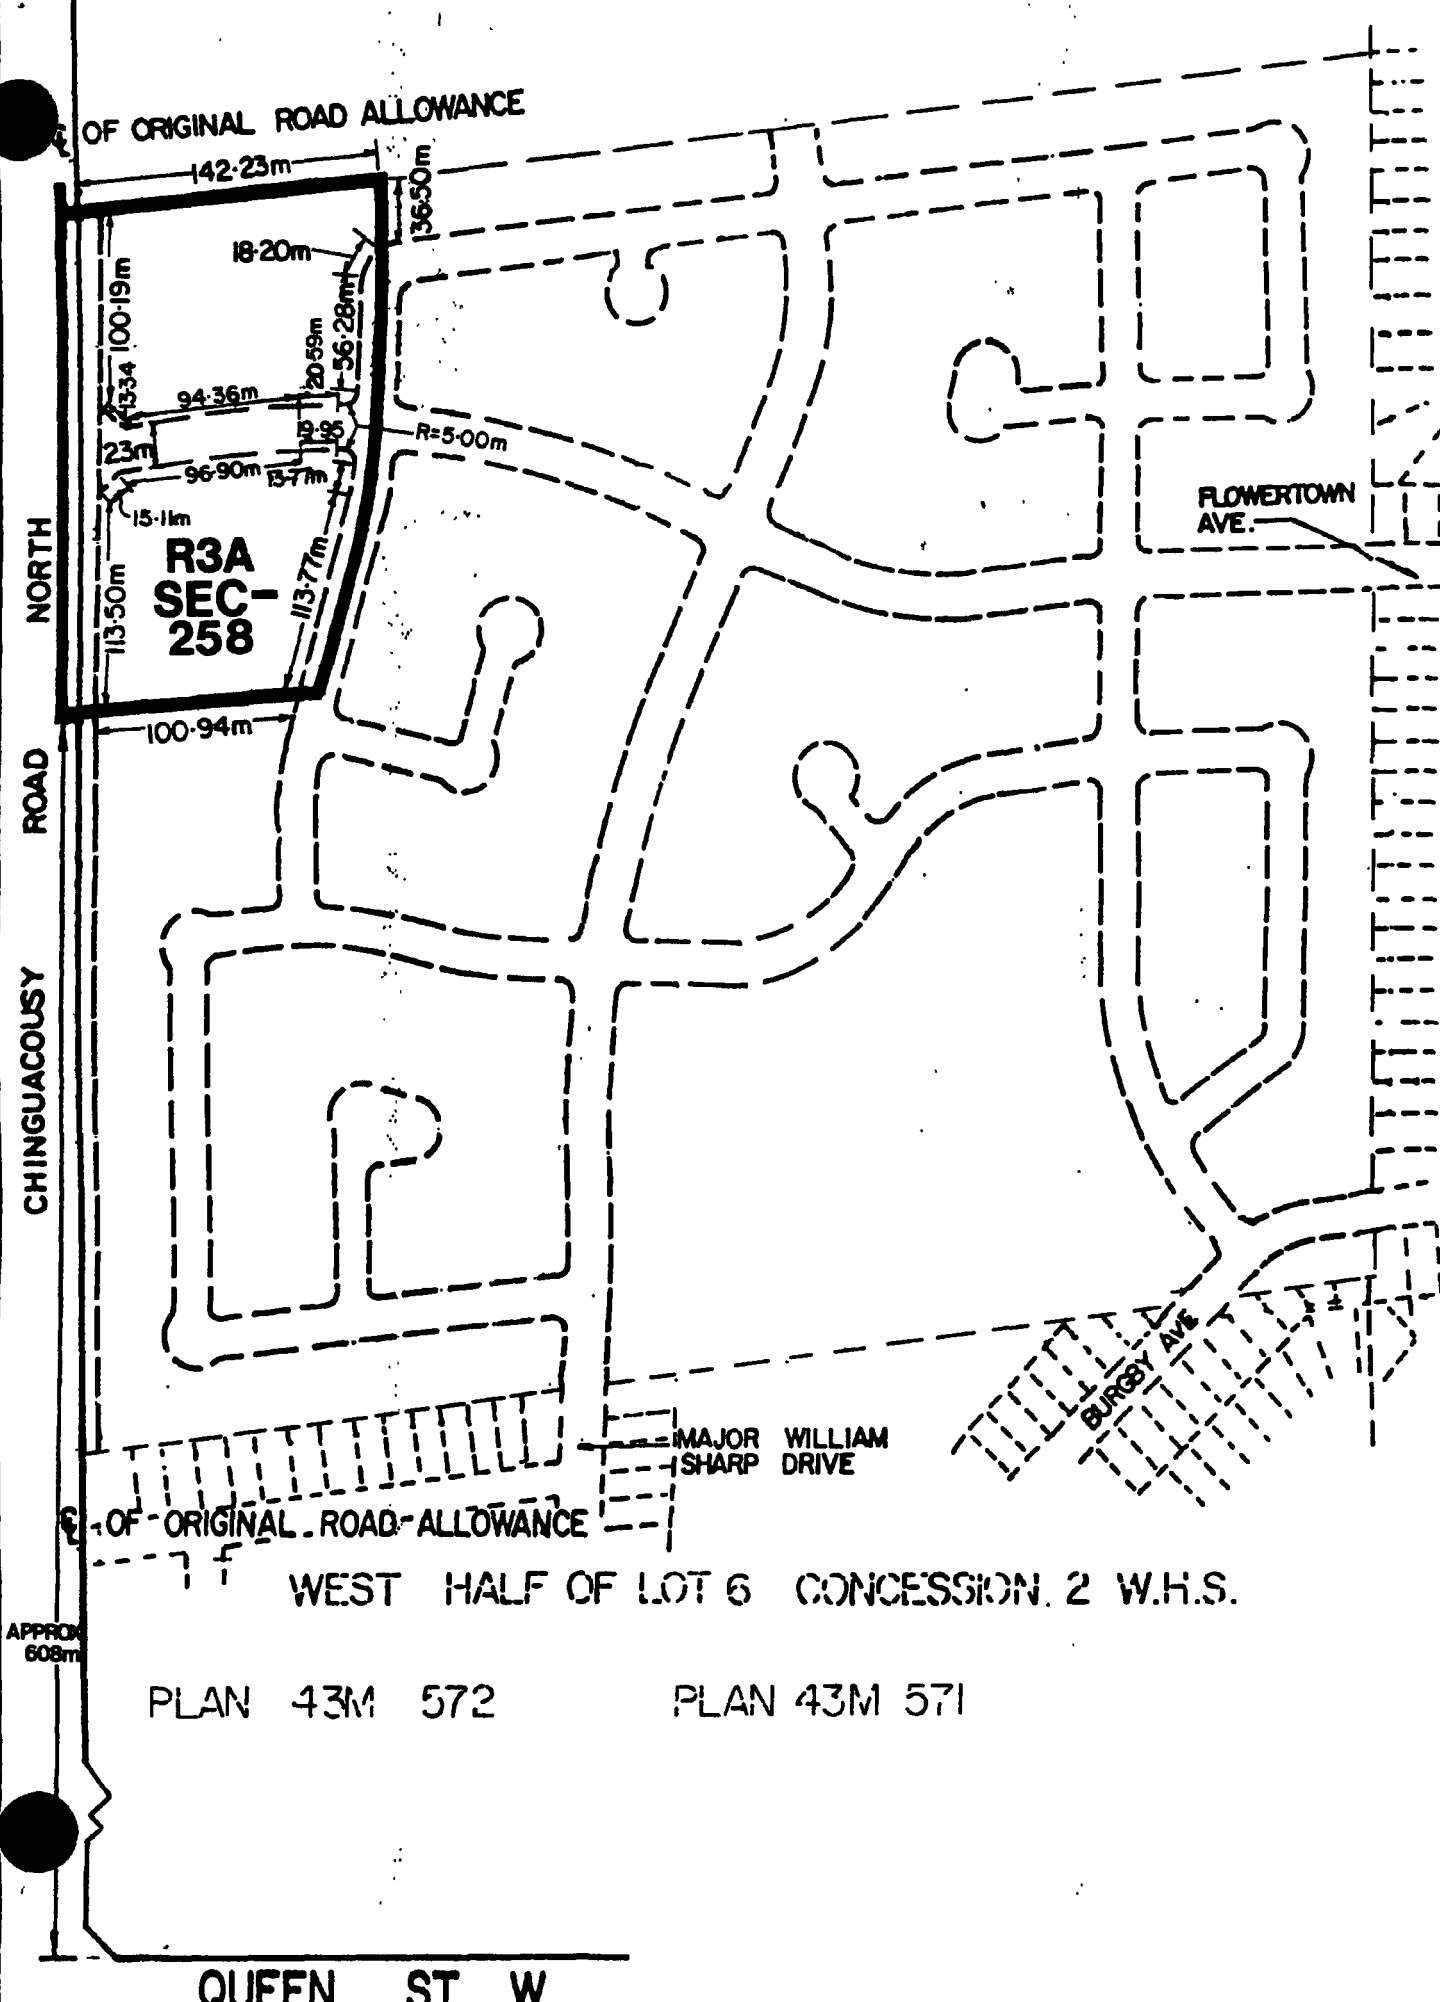 ℄ OF ORIGINAL ROAD ALLOWANCE
142·23m
36·50m
18·20m
100·19m
56·28m
20·59m
13·34
94·36m
19·95
R=5·00m
23m
96·90m
13·77m
15·11m
R3A
SEC-
258
113·77m
113·50m
100·94m
FLOWERTOWN
AVE.
CHINGUACOUSY ROAD NORTH
BURGBY AVE
MAJOR WILLIAM
SHARP DRIVE
℄ OF ORIGINAL ROAD ALLOWANCE
WEST HALF OF LOT 6 CONCESSION 2 W.H.S.
APPROX
608m
PLAN 43M 572 PLAN 43M 571
QUEEN ST W